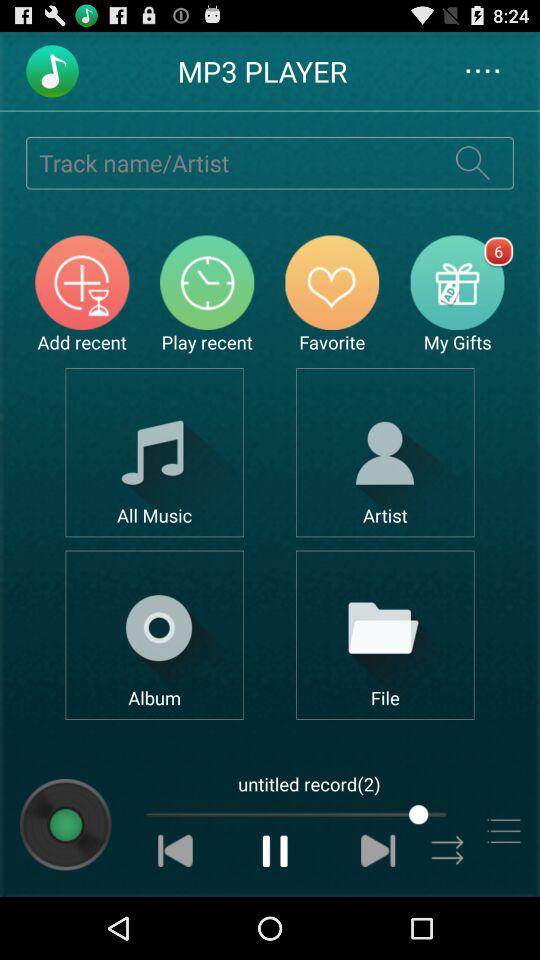 8:24
MP3 PLAYER
Track name/Artist
6
AD
Add recent
Play recent
Favorite
My Gifts
All Music
Artist
Album
File
untitled record(2)